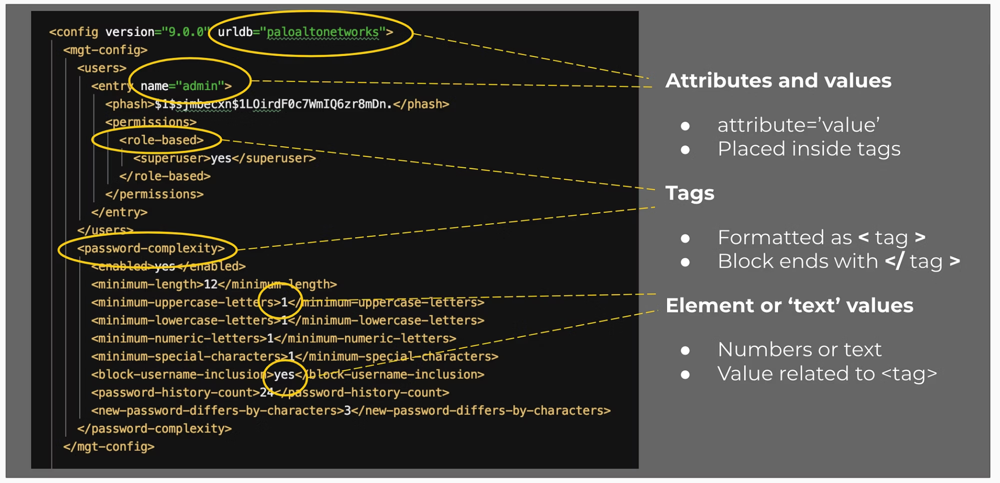 <config version="9.0.0" urldb="paloaltonetworks">
<mgt-config>
<users>
<entry name="admin">
<phash>$1$sjmbecxn$1LOirdF0c7WmIQ6zr8mDn.</phash>
<permissions>
<role-based>
<superuser>yes</superuser>
</role-based>
</permissions>
</entry>
</users>
<password-complexity>
<enabled>yes</enabled>
<minimum-length>12</minimum-length>
<minimum-uppercase-letters>1</minimum-uppercase-letters>
<minimum-lowercase-letters>1</minimum-lowercase-letters>
<minimum-numeric-letters>1</minimum-numeric-letters>
<minimum-special-characters>1</minimum-special-characters>
<block-username-inclusion>yes</block-username-inclusion>
<password-history-count>24</password-history-count>
<new-password-differs-by-characters>3</new-password-differs-by-characters>
</password-complexity>
</mgt-config>
Attributes and values
● attribute=’value’
● Placed inside tags
Tags
● Formatted as < tag >
● Block ends with </ tag >
Element or ‘text’ values
● Numbers or text
● Value related to <tag>